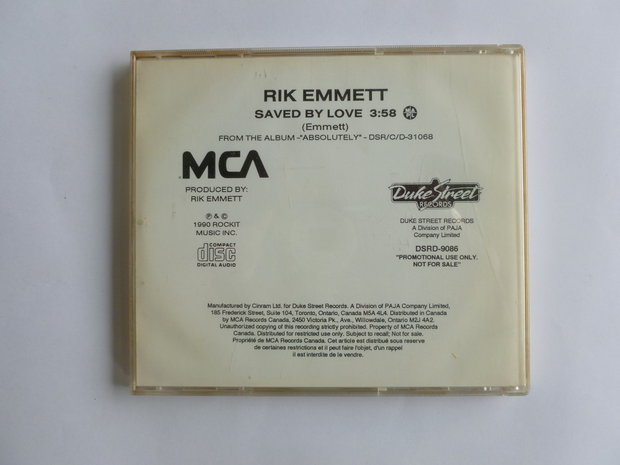 RIK EMMETT
SAVED BY LOVE 3:58
(Emmett)
FROM THE ALBUM -"ABSOLUTELY" - DSR/C/D-31068
MCA
PRODUCED BY:
RIK EMMETT
℗ & ©
1990 ROCKIT
MUSIC INC.
COMPACT
disc
DIGITAL AUDIO
Duke Street
RECORDS
DUKE STREET RECORDS
A Division of PAJA
Company Limited
DSRD-9086
"PROMOTIONAL USE ONLY.
NOT FOR SALE"
Manufactured by Cinram Ltd. for Duke Street Records. A Division of PAJA Company Limited,
185 Frederick Street, Suite 104, Toronto, Ontario, Canada M5A 4L4. Distributed in Canada
by MCA Records Canada, 2450 Victoria Pk., Ave., Willowdale, Ontario M2J 4A2.
Unauthorized copying of this recording strictly prohibited. Property of MCA Records
Canada. Distributed for restricted use only. Subject to recall; Not for sale.
Propriété de MCA Records Canada. Cet article est distribué sous reserve
de certaines restrictions et il peut faire l'objet, d'un rappel
il est interdite de le vendre.